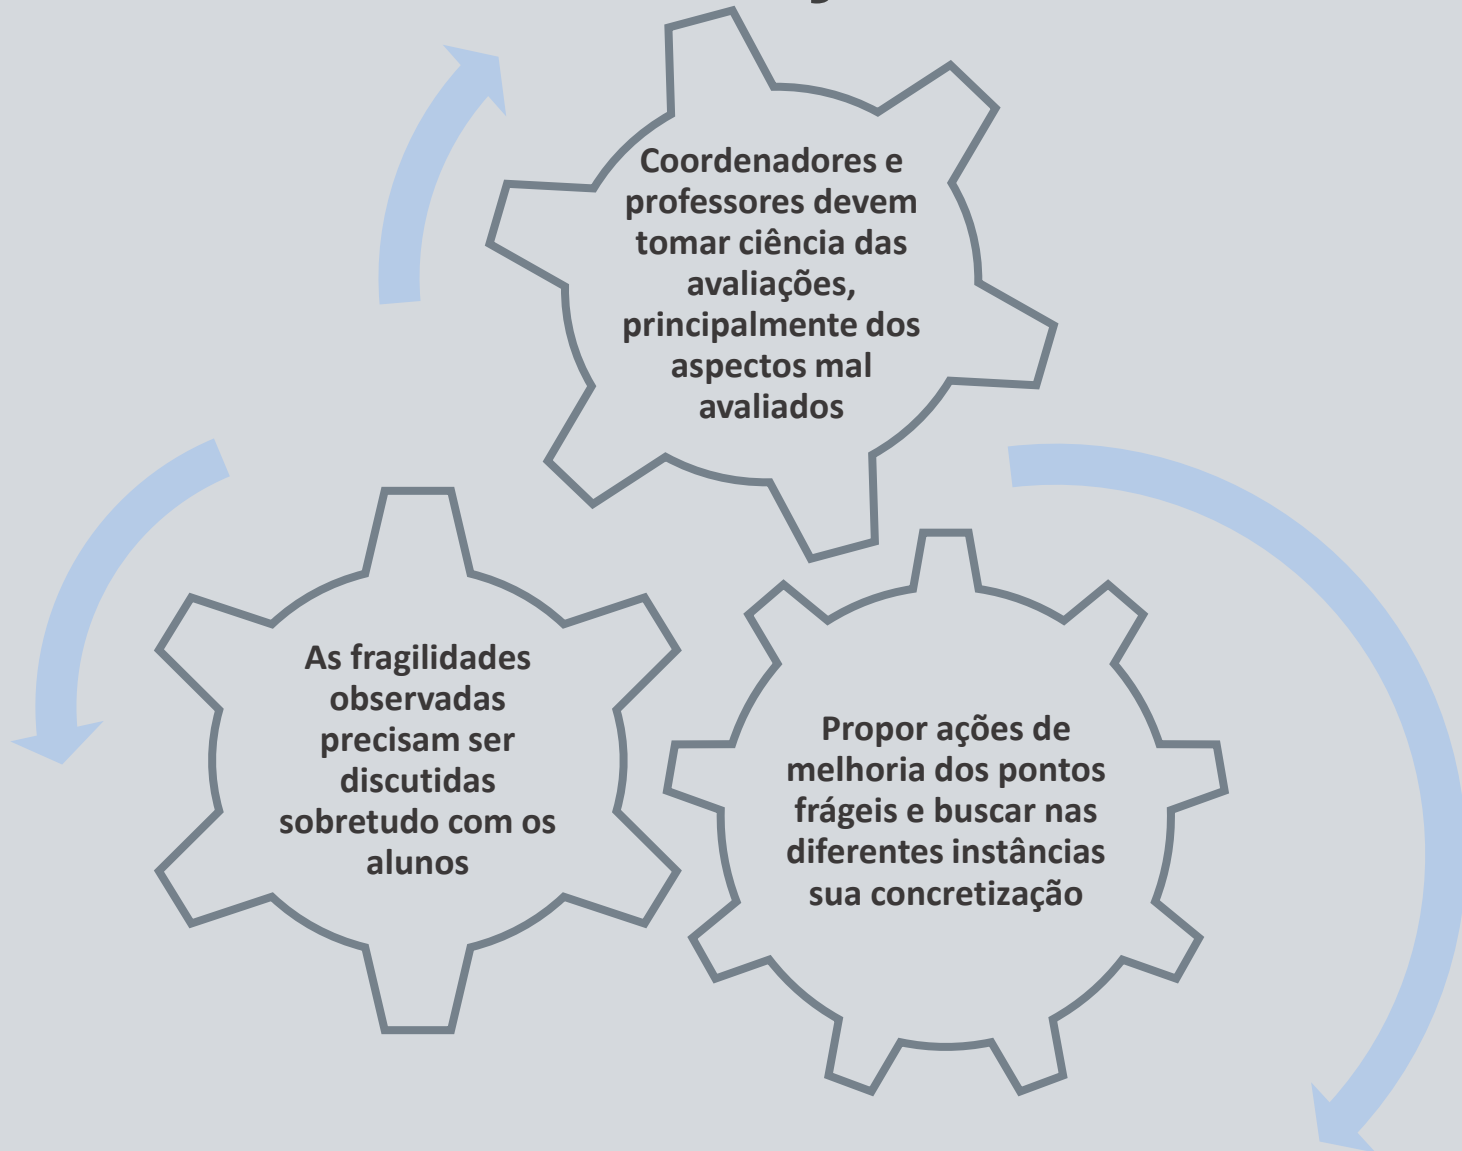 Coordenadores e
professores devem
tomar ciência das
avaliações,
principalmente dos
aspectos mal
avaliados
As fragilidades
observadas
precisam ser
discutidas
sobretudo com os
alunos
Propor ações de
melhoria dos pontos
frágeis e buscar nas
diferentes instâncias
sua concretização